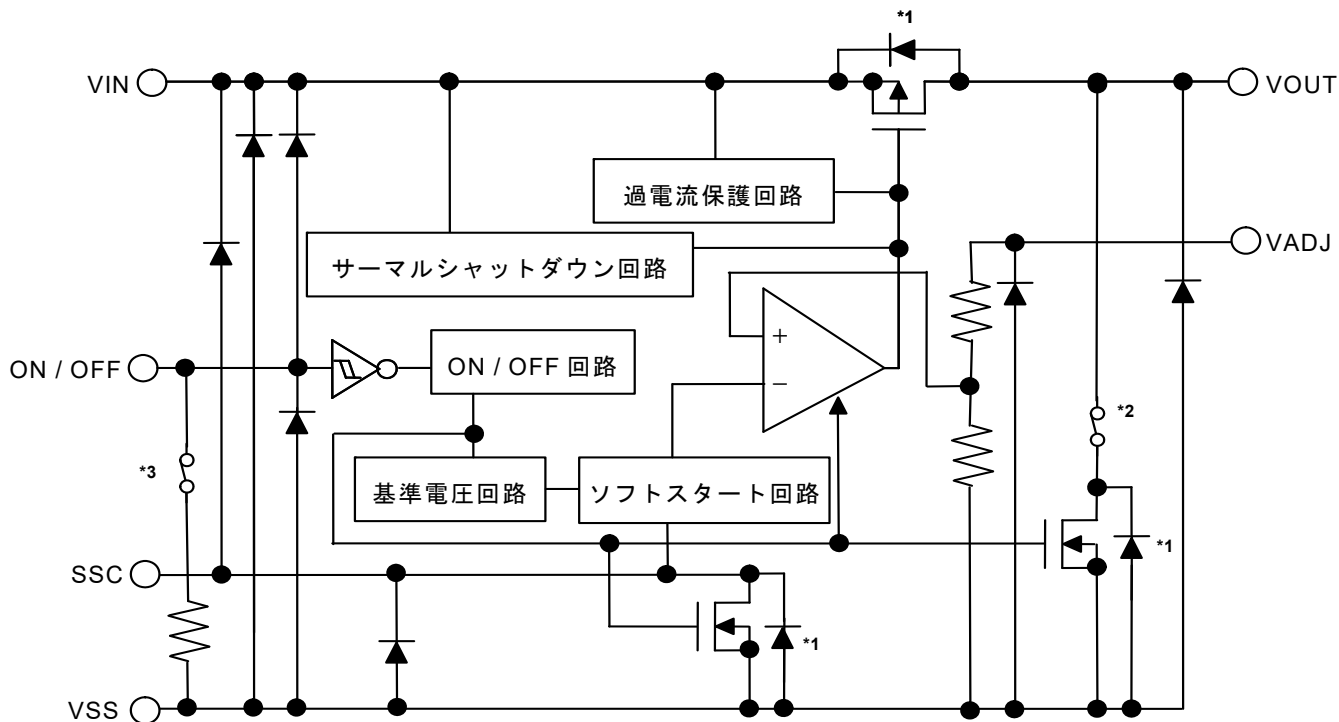 *1
VIN
VOUT
過電流保護回路
VADJ
サーマルシャットダウン回路
+
ON / OFF
ON / OFF 回路
−
*2
*3
基準電圧回路
ソフトスタート回路
*1
SSC
*1
VSS